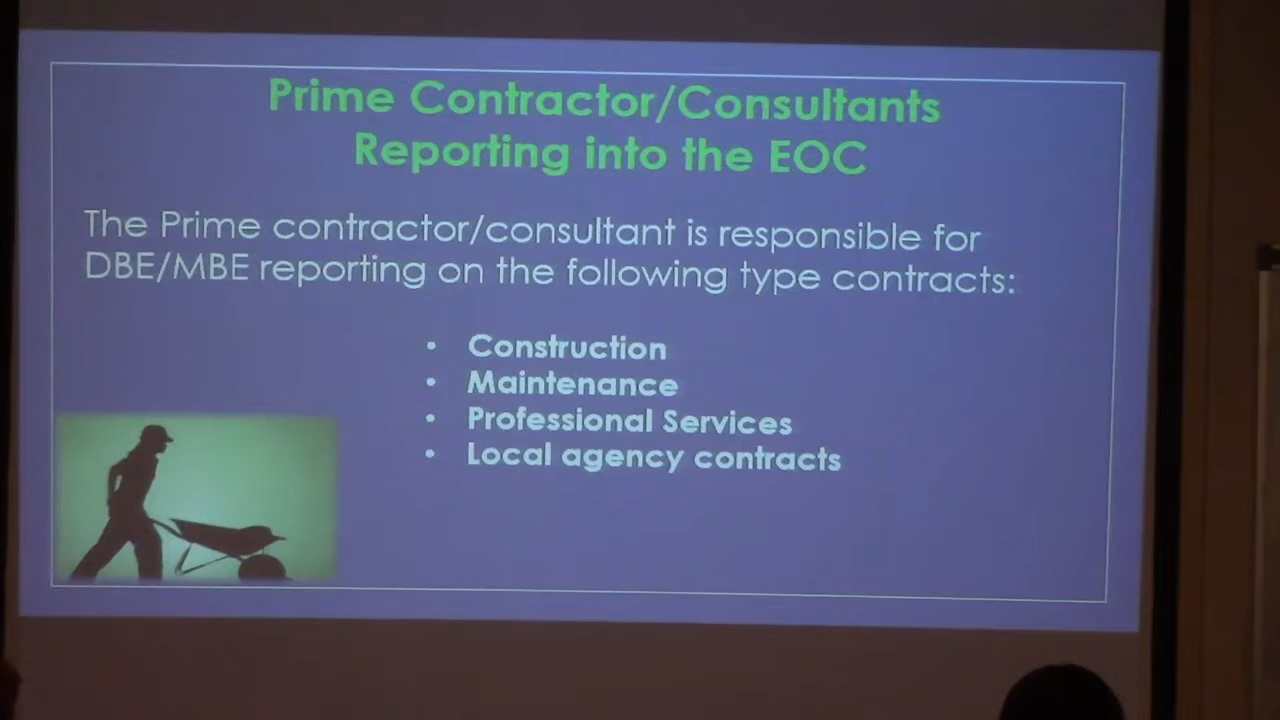 Prime Contractor/Consultants
Reporting into the EOC
The Prime contractor/consultant is responsible for
DBE/MBE reporting on the following type contracts:
• Construction
• Maintenance
• Professional Services
• Local agency contracts